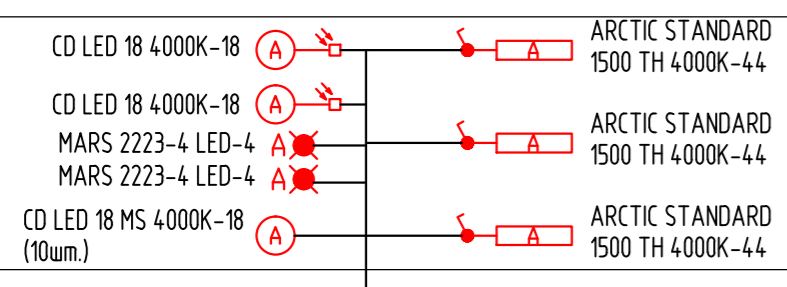 CD LED 18 4000K-18 A
A ARCTIC STANDARD
1500 TH 4000K-44
CD LED 18 4000K-18 A
MARS 2223-4 LED-4 A
MARS 2223-4 LED-4 A
A ARCTIC STANDARD
1500 TH 4000K-44
CD LED 18 MS 4000K-18
(10шт.) A
A ARCTIC STANDARD
1500 TH 4000K-44